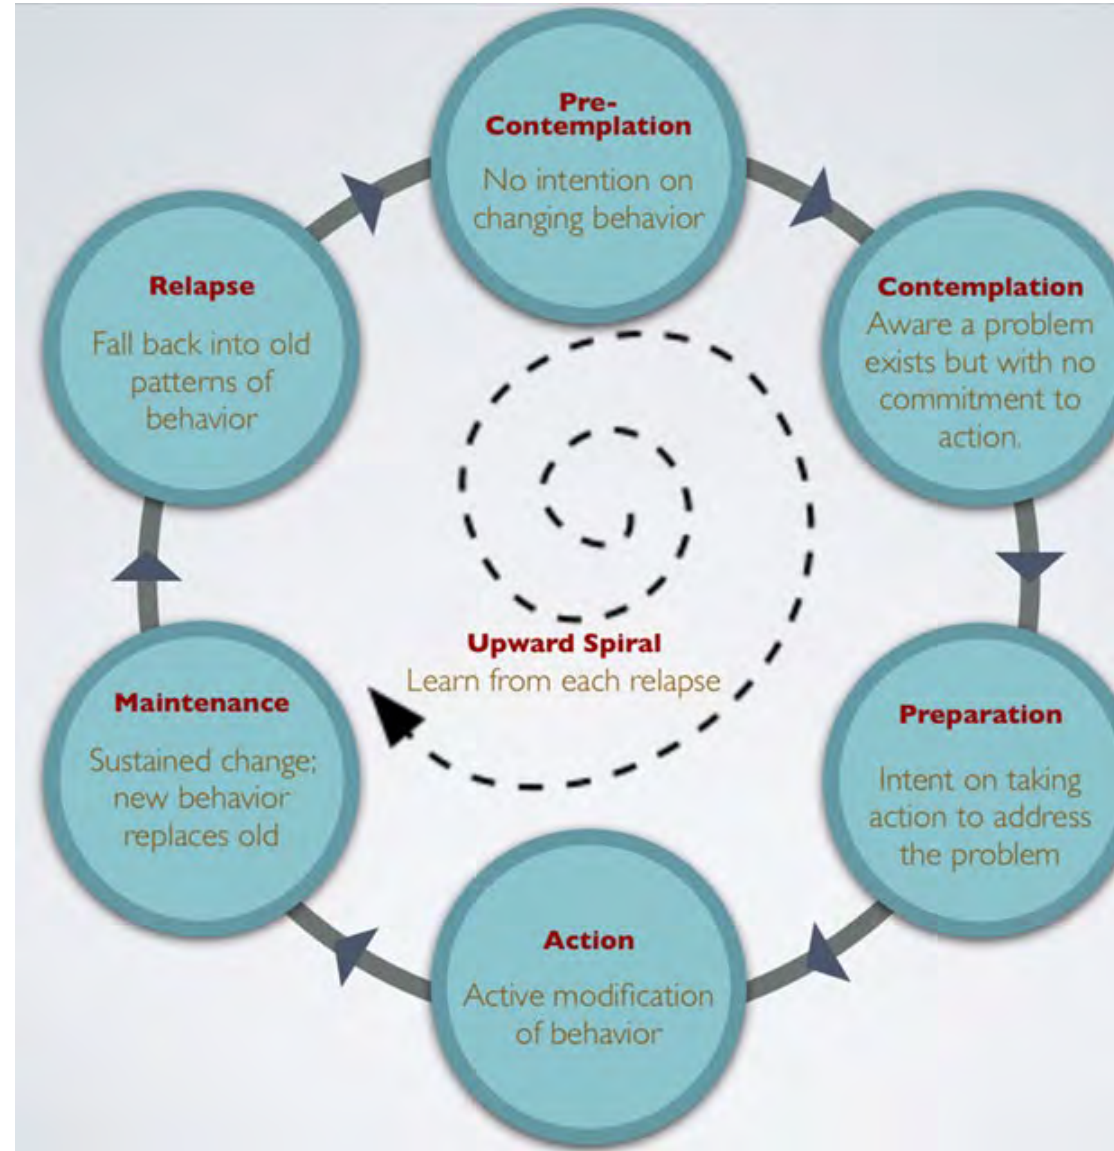 Pre-
Contemplation
No intention on
changing behavior
Contemplation
Aware a problem
exists but with no
commitment to
action.
Preparation
Intent on taking
action to address
the problem
Action
Active modification
of behavior
Maintenance
Sustained change;
new behavior
replaces old
Relapse
Fall back into old
patterns of
behavior
Upward Spiral
Learn from each relapse